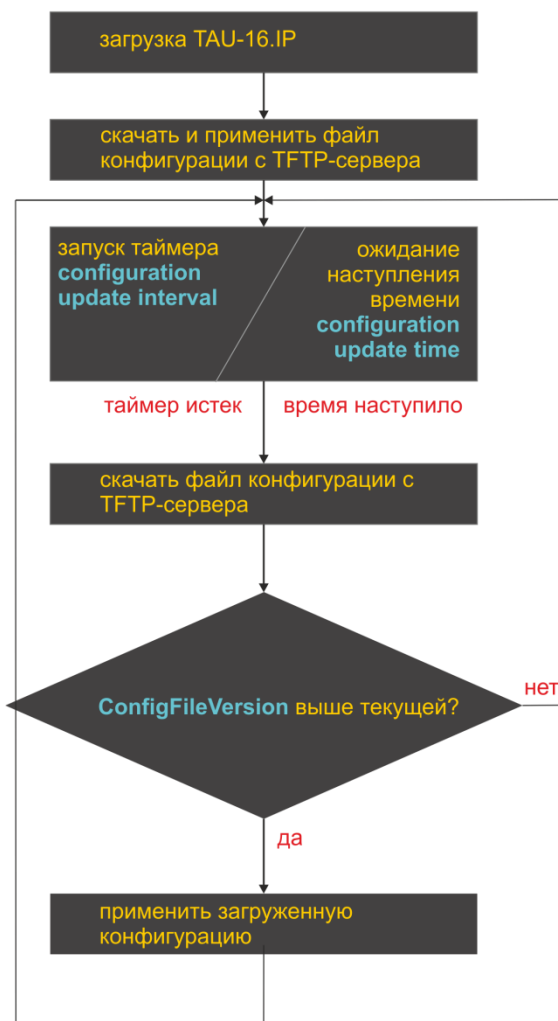 загрузка TAU-16.IP
скачать и применить файл
конфигурации с TFTP-сервера
запуск таймера
configuration
update interval
ожидание
наступления
времени
configuration
update time
таймер истек
время наступило
скачать файл конфигурации с
TFTP-сервера
ConfigFileVersion выше текущей?
нет
да
применить загруженную
конфигурацию